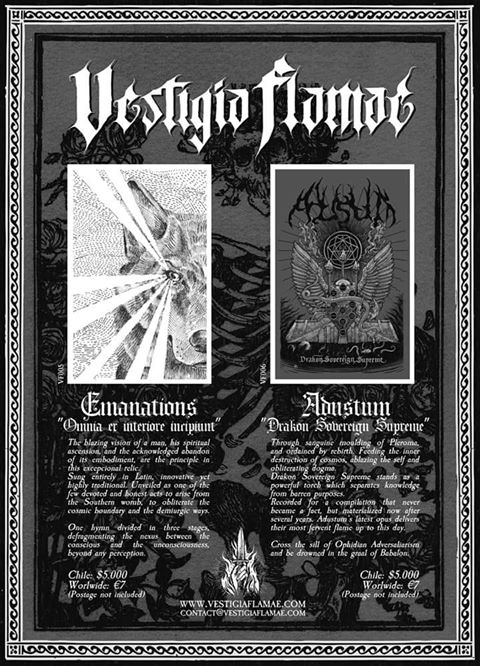 Vestigia Flamae
VF005
ADUSTUM
Drakon Sovereign Supreme
VF006
Emanations
"Omnia er interiore incipiunt"
The blazing vision of a man, his spiritual
ascension, and the acknowledged abandon
of its embodiment, are the principle in
this excepcional relic.
Sung entirely in Latin, innovative yet
highly traditional. Unveiled as one of the
few devoted and honest acts to arise from
the Southern womb, to obliterate the
cosmic boundary and the demiurgic ways.
One hymn divided in three stages,
defragmenting the nexus between the
conscious and the unconsciousness,
beyond any perception.
Chile: $5.000
Worlwide: €7
(Postage not included)
Adustum
"Drakon Sovereign Supreme"
Through sanguine moulding of Pleroma,
and ordained by rebirth. Feeding the inner
destruction of cosmos, ablazing the self and
obliterating dogma.
Drakon Sovereign Supreme stands as a
powerful torch which separates knowledge
from barren purposes.
Recorded for a compilation that never
became a fact, but materialized now after
several years. Adustum's latest opus delivers
their most fervent flame up to this day.
Cross the sill of Ophidian Adversaliarism
and be drowned in the graal of Babalon.
Chile: $5.000
Worlwide: €7
(Postage not included)
WWW.VESTIGIAFLAMAE.COM
CONTACT@VESTIGIAFLAMAE.COM